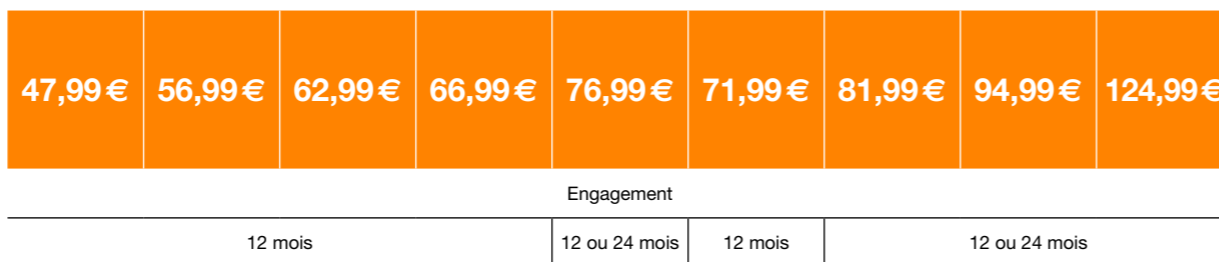 47,99 € 56,99 € 62,99 € 66,99 € 76,99 € 71,99 € 81,99 € 94,99 € 124,99 €
Engagement
12 mois 12 ou 24 mois 12 mois 12 ou 24 mois